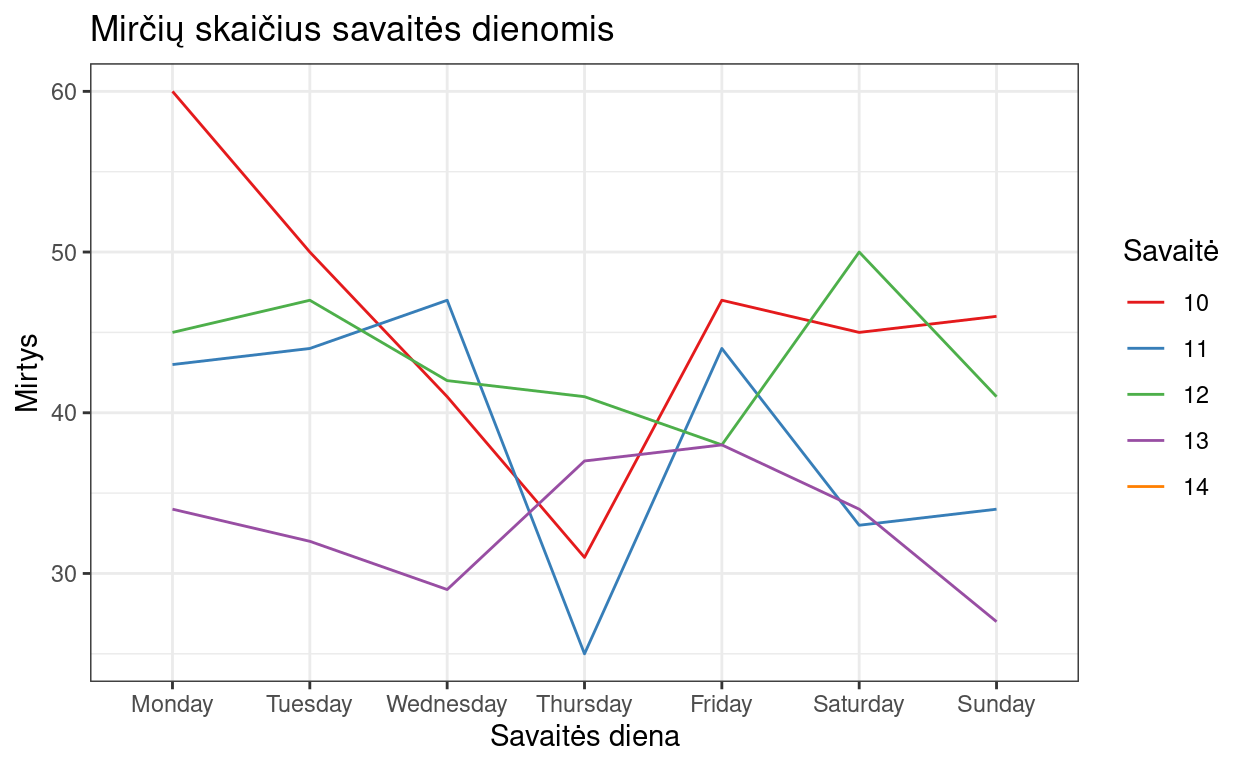 Mirčių skaičius savaitės dienomis
60
50
40
30
Mirtys
Monday Tuesday Wednesday Thursday Friday Saturday Sunday
Savaitės diena
Savaitė
10
11
12
13
14